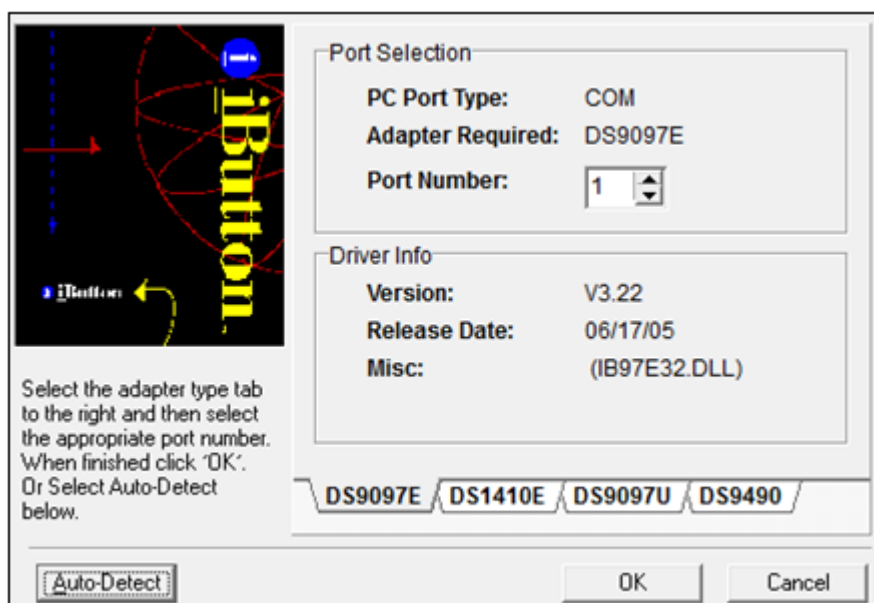 iButton
iButton
Select the adapter type tab
to the right and then select
the appropriate port number.
When finished click ‘OK’.
Or Select Auto-Detect
below.
Port Selection
PC Port Type: COM
Adapter Required: DS9097E
Port Number: 1
Driver Info
Version: V3.22
Release Date: 06/17/05
Misc: (IB97E32.DLL)
DS9097E DS1410E DS9097U DS9490
Auto-Detect OK Cancel